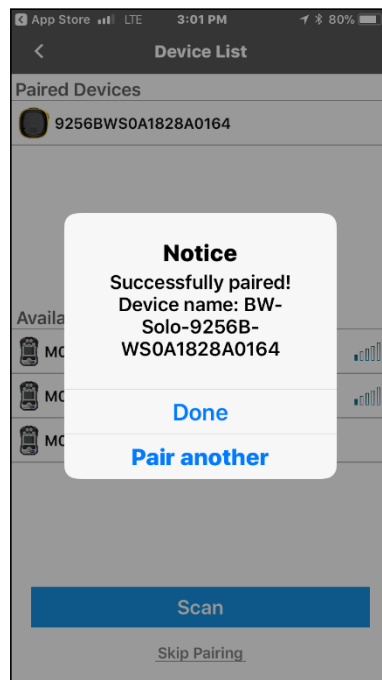 App Store LTE 3:01 PM 80%
Device List
Paired Devices
9256BWS0A1828A0164
Notice
Successfully paired!
Device name: BW-
Solo-9256B-
WS0A1828A0164
Done
Pair another
Scan
Skip Pairing